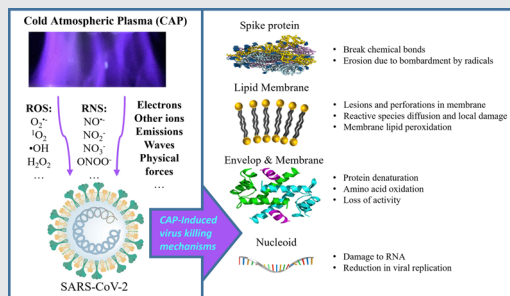 Cold Atmospheric Plasma (CAP)
ROS:
O₂•-
¹O₂
•OH
H₂O₂
…
RNS:
NO•-
NO₂-
NO₃-
ONOO-
…
Electrons
Other ions
Emissions
Waves
Physical
forces
…
SARS-CoV-2
CAP-Induced
virus killing
mechanisms
Spike protein
• Break chemical bonds
• Erosion due to bombardment by radicals
Lipid Membrane
• Lesions and perforations in membrane
• Reactive species diffusion and local damage
• Membrane lipid peroxidation
Envelop & Membrane
• Protein denaturation
• Amino acid oxidation
• Loss of activity
Nucleoid
• Damage to RNA
• Reduction in viral replication